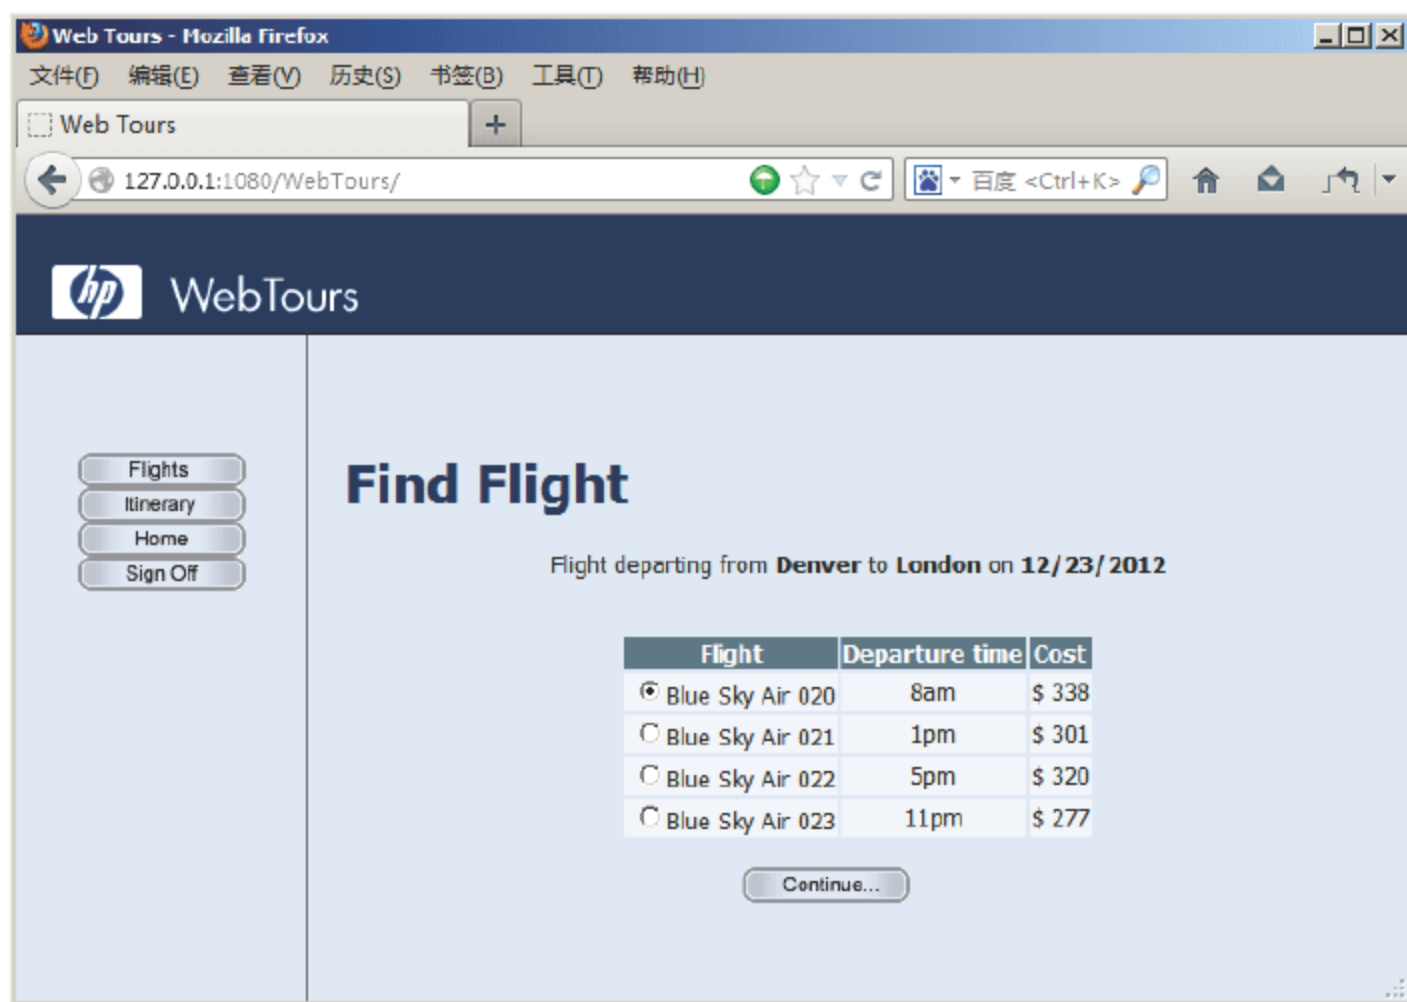 Web Tours - Mozilla Firefox
文件(F) 编辑(E) 查看(V) 历史(S) 书签(B) 工具(T) 帮助(H)
Web Tours
127.0.0.1:1080/WebTours/ 百度 <Ctrl+K>
hp WebTours
Flights
Itinerary
Home
Sign Off
Find Flight
Flight departing from Denver to London on 12/23/2012
Flight Departure time Cost
Blue Sky Air 020 8am $ 338
Blue Sky Air 021 1pm $ 301
Blue Sky Air 022 5pm $ 320
Blue Sky Air 023 11pm $ 277
Continue...